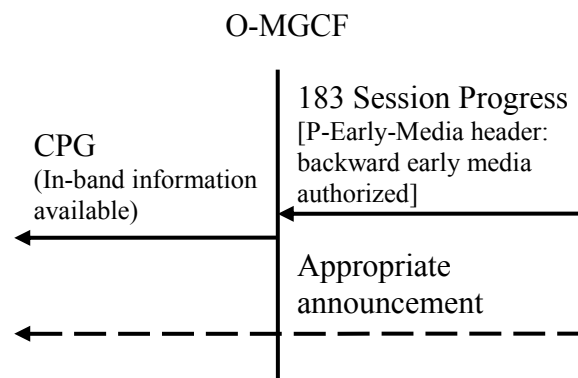 O-MGCF
183 Session Progress
[P-Early-Media header:
backward early media
authorized]
CPG
(In-band information
available)
Appropriate
announcement